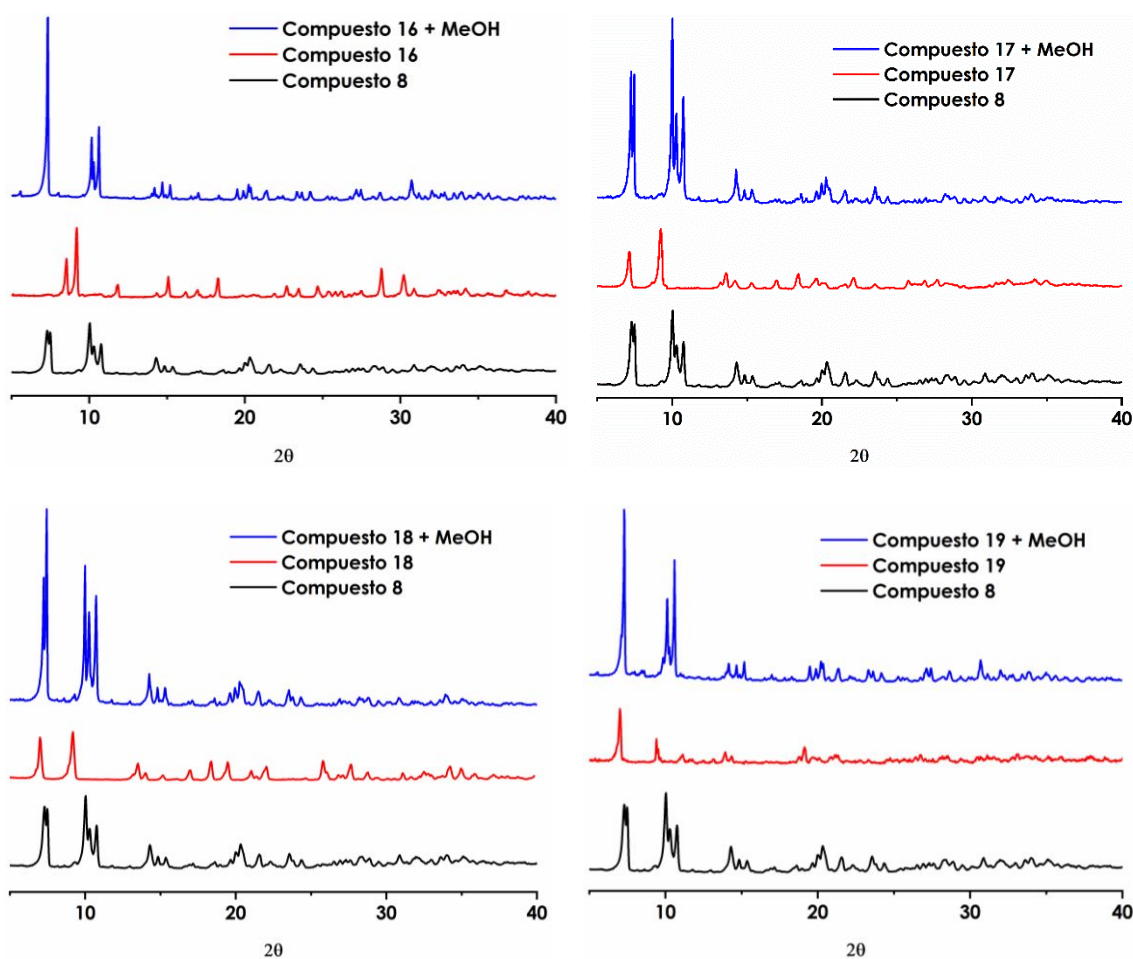 Compuesto 16 + MeOH
Compuesto 16
Compuesto 8
10 20 30 40
2θ
Compuesto 17 + MeOH
Compuesto 17
Compuesto 8
10 20 30 40
2θ
Compuesto 18 + MeOH
Compuesto 18
Compuesto 8
10 20 30 40
2θ
Compuesto 19 + MeOH
Compuesto 19
Compuesto 8
10 20 30 40
2θ